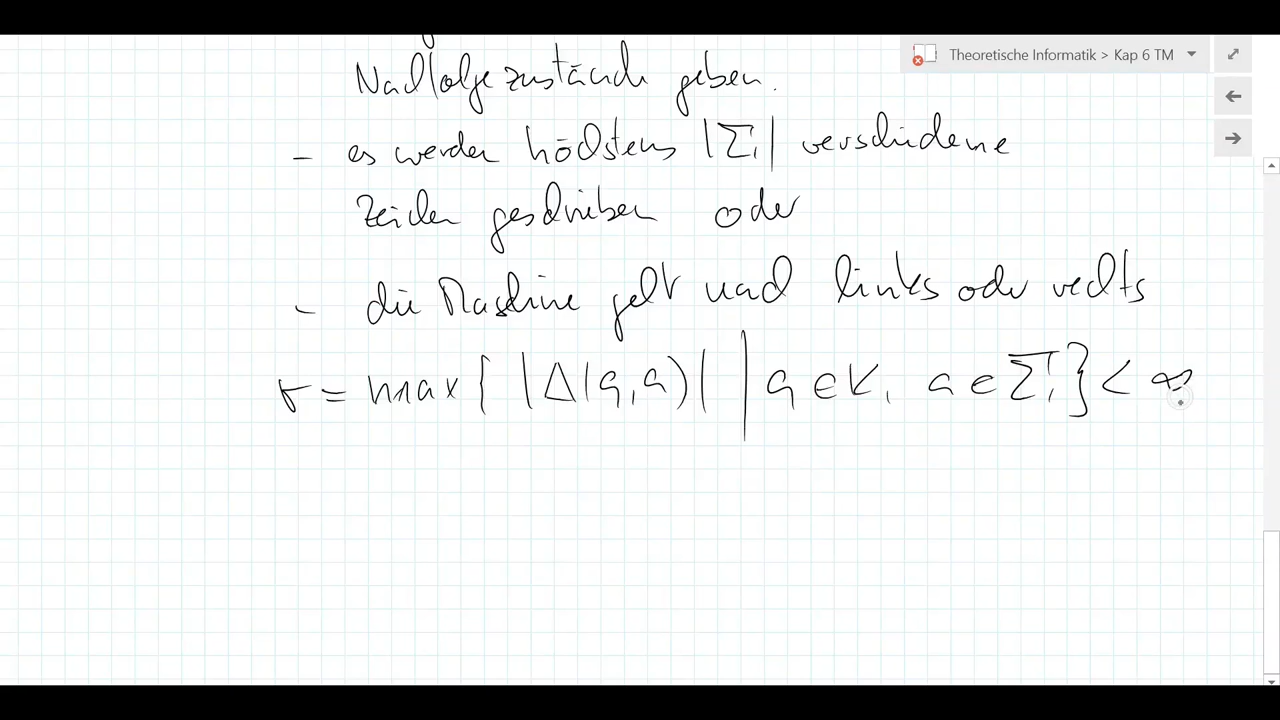 Theoretische Informatik > Kap 6 TM
Nachfolgezustände geben.
- es werden höchstens |Σ₁| verschiedene
Zeichen geschrieben oder
- die Maschine geht nach links oder rechts
r = max{ |Δ(q,a)| | q ∈ K, a ∈ Σ₁} < ∞